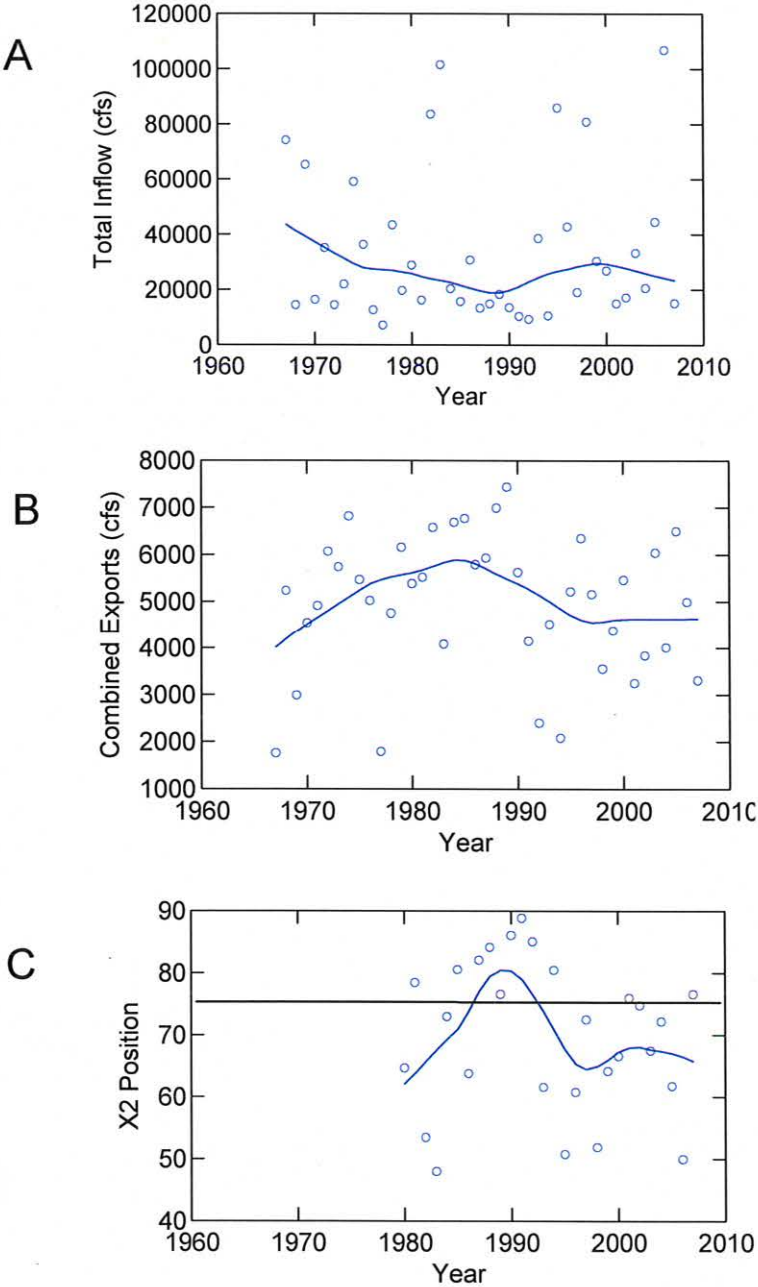 A
Total Inflow (cfs)
120000
100000
80000
60000
40000
20000
0
1960 1970 1980 1990 2000 2010
Year
B
Combined Exports (cfs)
8000
7000
6000
5000
4000
3000
2000
1000
1960 1970 1980 1990 2000 2010
Year
C
X2 Position
90
80
70
60
50
40
1960 1970 1980 1990 2000 2010
Year